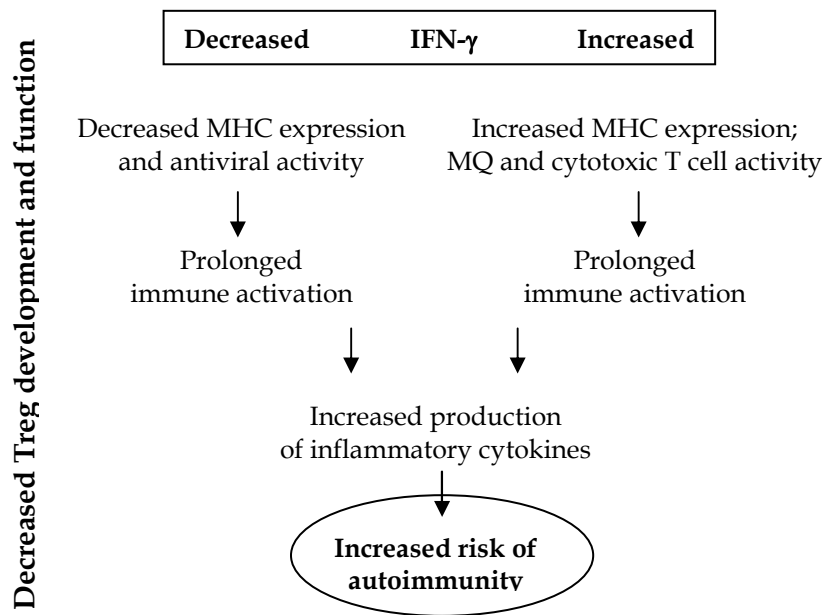 Decreased Treg development and function
Decreased IFN-γ Increased
Decreased MHC expression
and antiviral activity
Increased MHC expression;
MQ and cytotoxic T cell activity
Prolonged
immune activation
Prolonged
immune activation
Increased production
of inflammatory cytokines
Increased risk of
autoimmunity